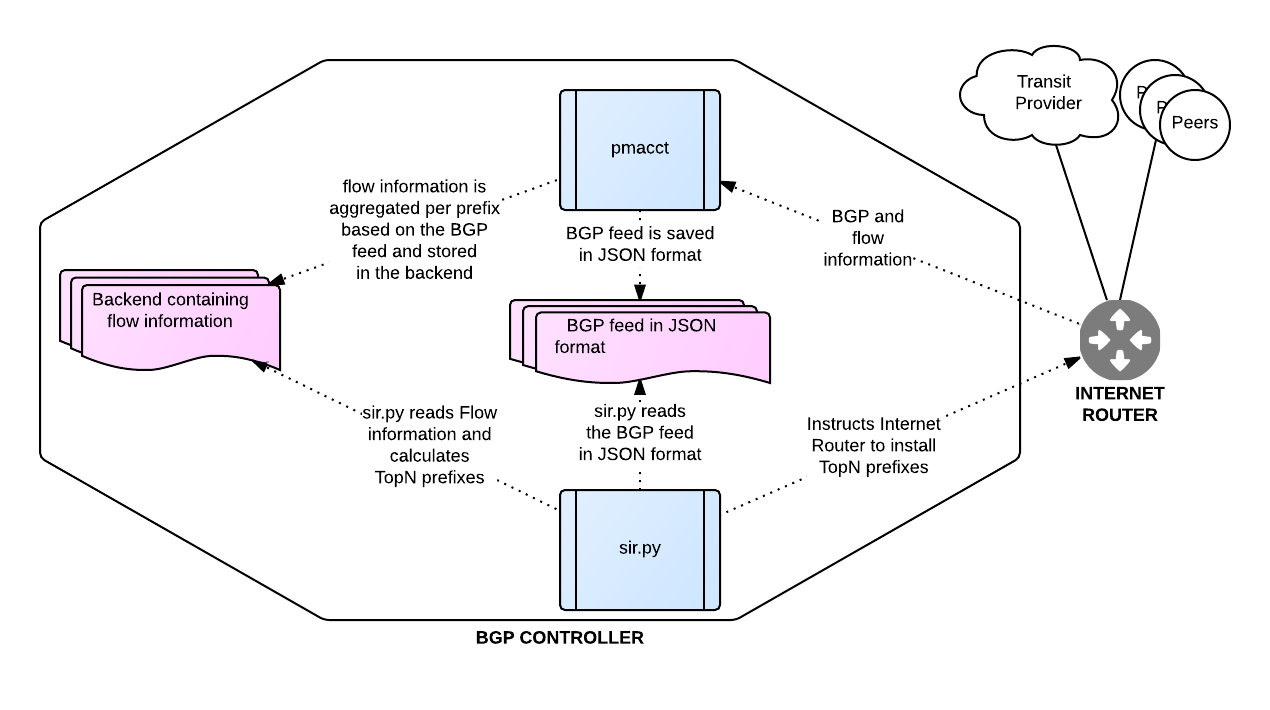 Transit
Provider
P
P
Peers
pmacct
flow information is
aggregated per prefix
based on the BGP
feed and stored
in the backend
BGP feed is saved
in JSON format
BGP and
flow
information
Backend containing
flow information
BGP feed in JSON
format
INTERNET
ROUTER
sir.py reads Flow
information and
calculates
TopN prefixes
sir.py reads
the BGP feed
in JSON format
Instructs Internet
Router to install
TopN prefixes
sir.py
BGP CONTROLLER